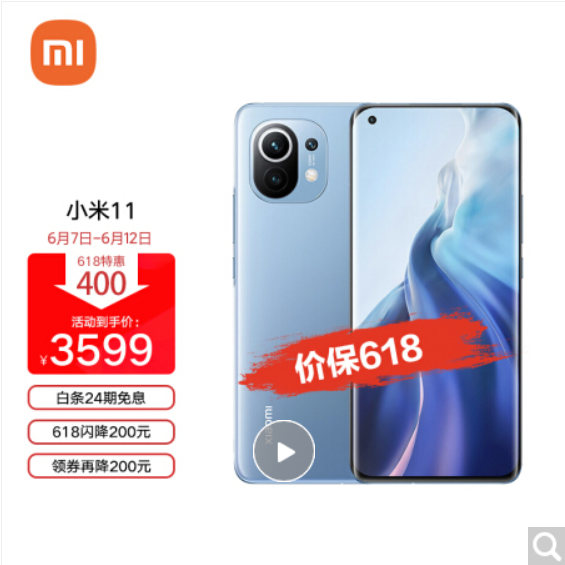 mi
小米11
6月7日-6月12日
618特惠
400
活动到手价：
¥3599
白条24期免息
618闪降200元
领券再降200元
价保618
XIAOMI